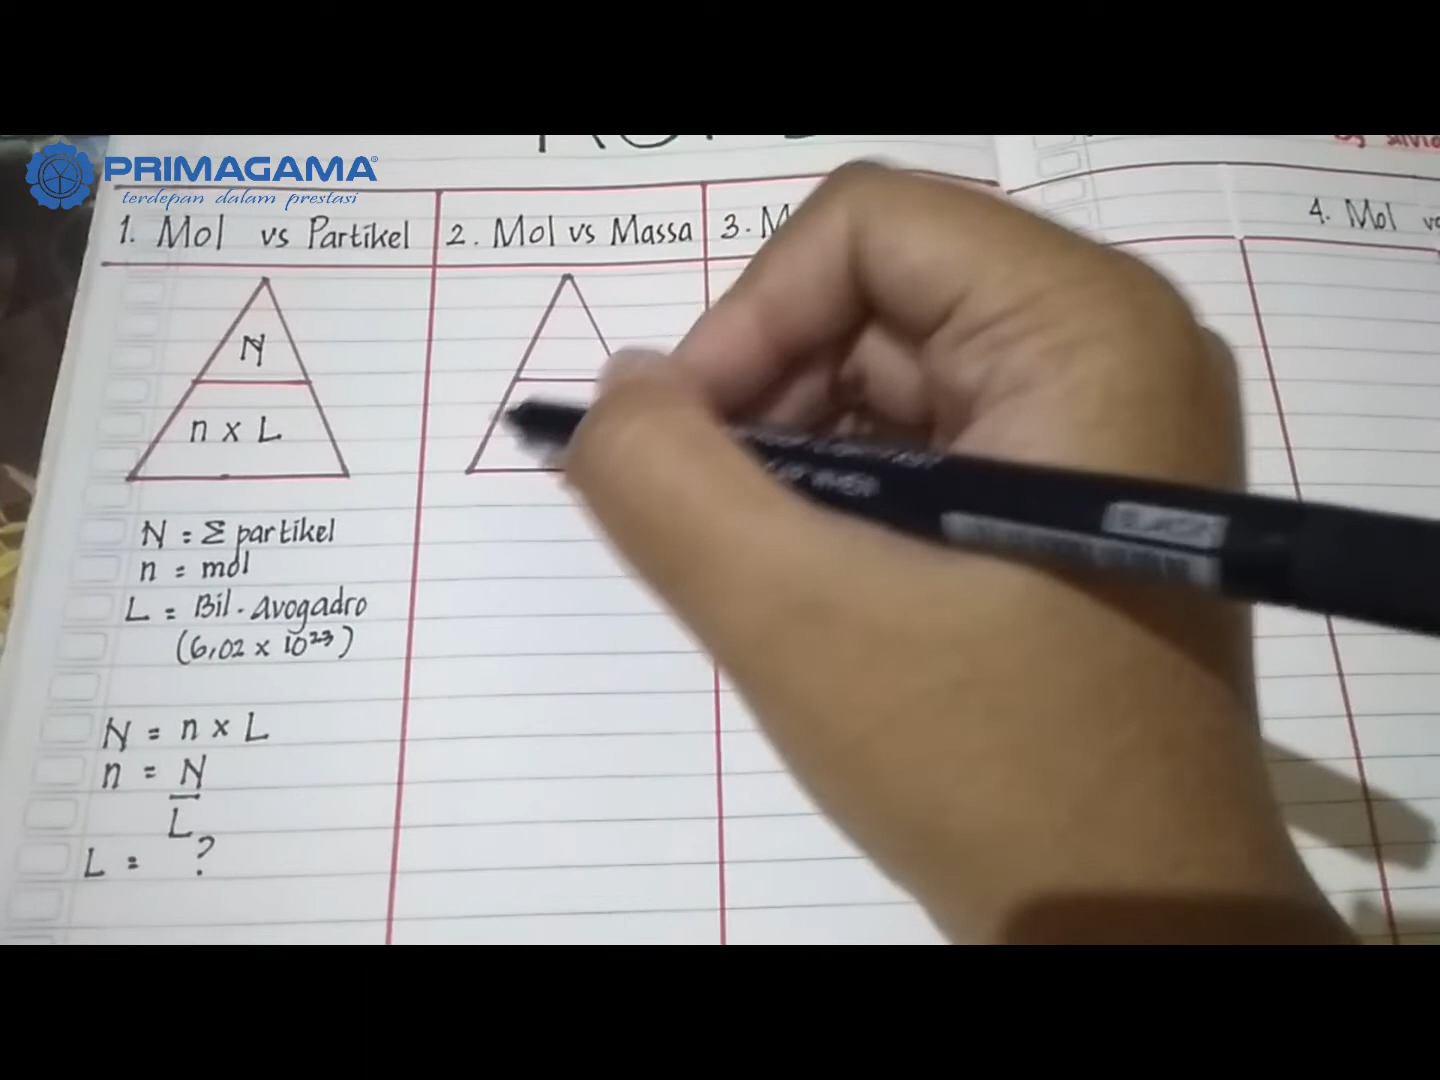 PRIMAGAMA®
terdepan dalam prestasi
1. Mol vs Partikel
2. Mol vs Massa
3. M
4. Mol
N
n x L
N = Σ partikel
n = mol
L = Bil. avogadro
(6,02 x 10²³)
N = n x L
n = N
L
L = ?